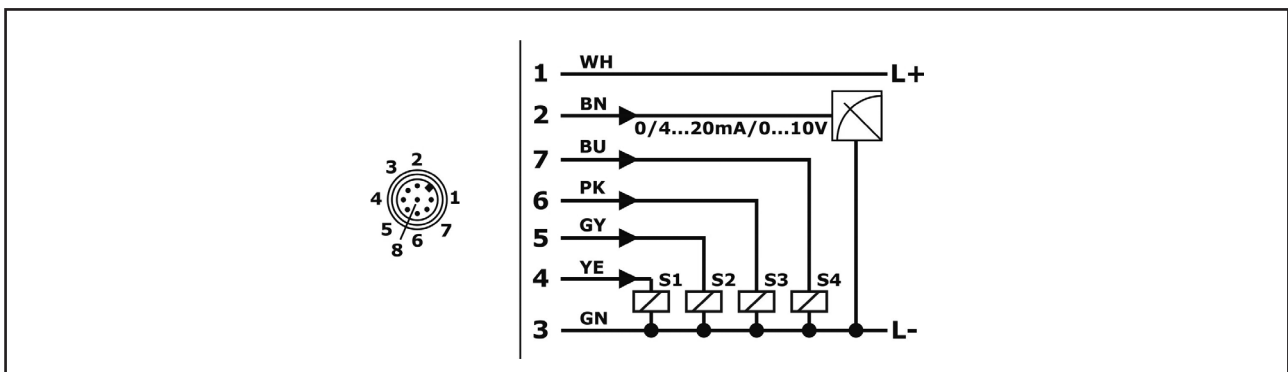 1 WH L+
2 BN
0/4...20mA/0...10V
7 BU
6 PK
5 GY
4 YE S1 S2 S3 S4
3 GN L-
3 2
4 1
5 6 7
8